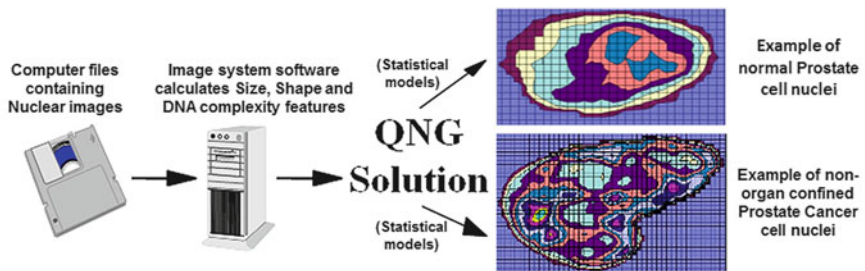 Computer files
containing
Nuclear images
Image system software
calculates Size, Shape and
DNA complexity features
(Statistical
models)
QNG
Solution
(Statistical
models)
Example of
normal Prostate
cell nuclei
Example of non-
organ confined
Prostate Cancer
cell nuclei